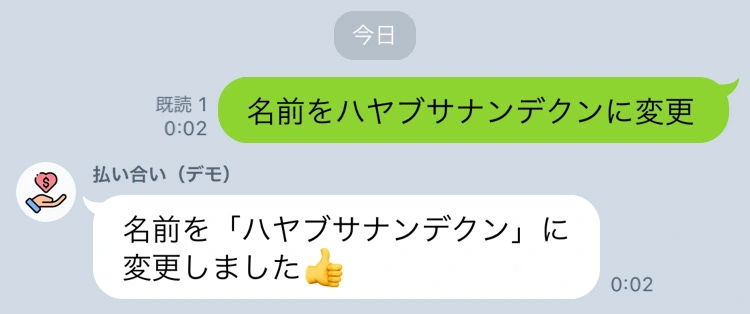 今日
既読 1
0:02
名前をハヤブサナンデクンに変更
払い合い（デモ）
名前を「ハヤブサナンデクン」に
変更しました👍
0:02